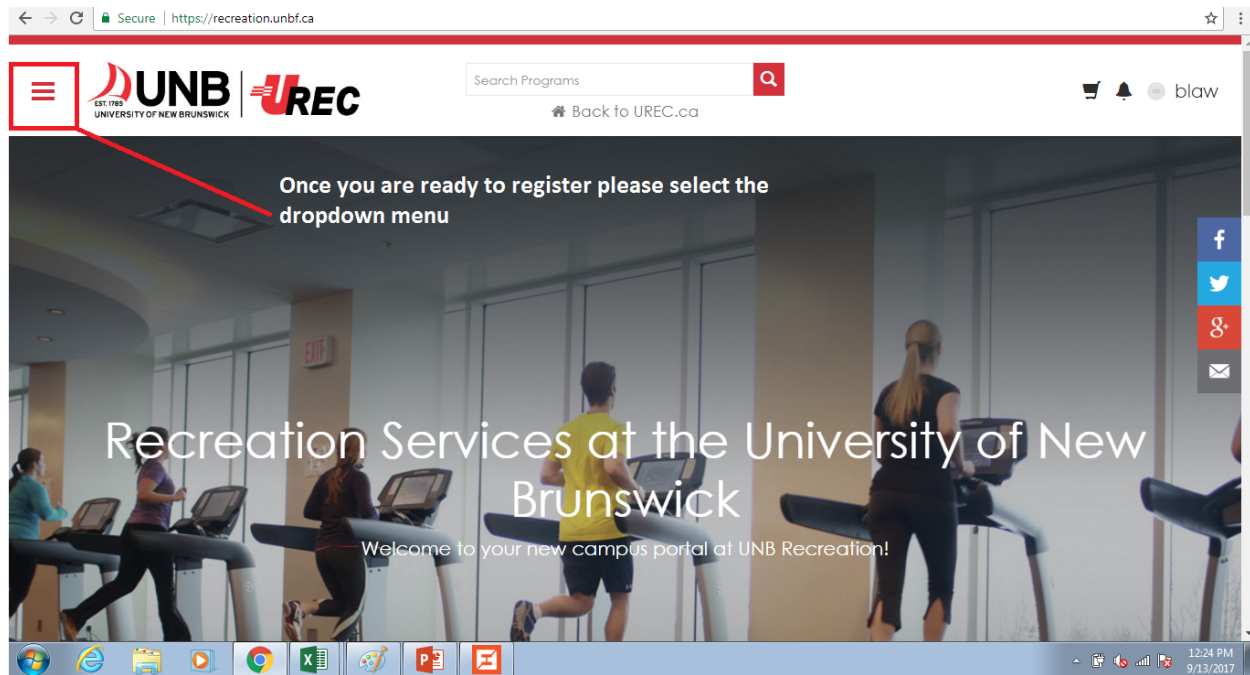 Secure | https://recreation.unbf.ca
EST. 1785
UNB
UNIVERSITY OF NEW BRUNSWICK
UREC
Search Programs
Back to UREC.ca
blaw
Once you are ready to register please select the
dropdown menu
EXIT
f
g+
Recreation Services at the University of New
Brunswick
Welcome to your new campus portal at UNB Recreation!
12:24 PM
9/13/2017